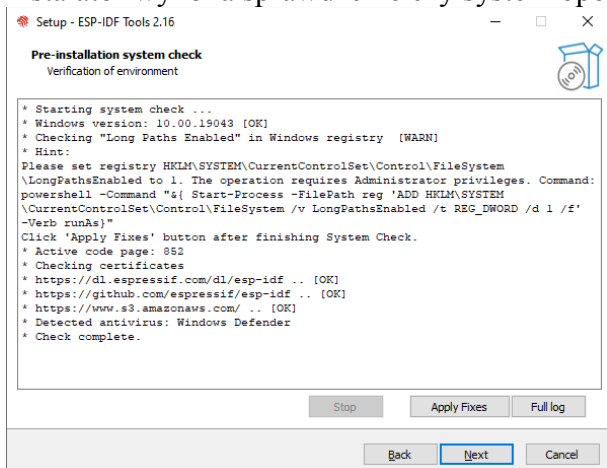 Setup - ESP-IDF Tools 2.16
Pre-installation system check
Verification of environment
* Starting system check ...
* Windows version: 10.00.19043 [OK]
* Checking "Long Paths Enabled" in Windows registry  [WARN]
* Hint:
Please set registry HKLM\SYSTEM\CurrentControlSet\Control\FileSystem
\LongPathsEnabled to 1. The operation requires Administrator privileges. Command:
powershell -Command "&{ Start-Process -FilePath reg 'ADD HKLM\SYSTEM
\CurrentControlSet\Control\FileSystem /v LongPathsEnabled /t REG_DWORD /d 1 /f'
-Verb runAs}"
Click 'Apply Fixes' button after finishing System Check.
* Active code page: 852
* Checking certificates
* https://dl.espressif.com/dl/esp-idf .. [OK]
* https://github.com/espressif/esp-idf .. [OK]
* https://www.s3.amazonaws.com/ .. [OK]
* Detected antivirus: Windows Defender
* Check complete.
Stop Apply Fixes Full log
Back Next Cancel